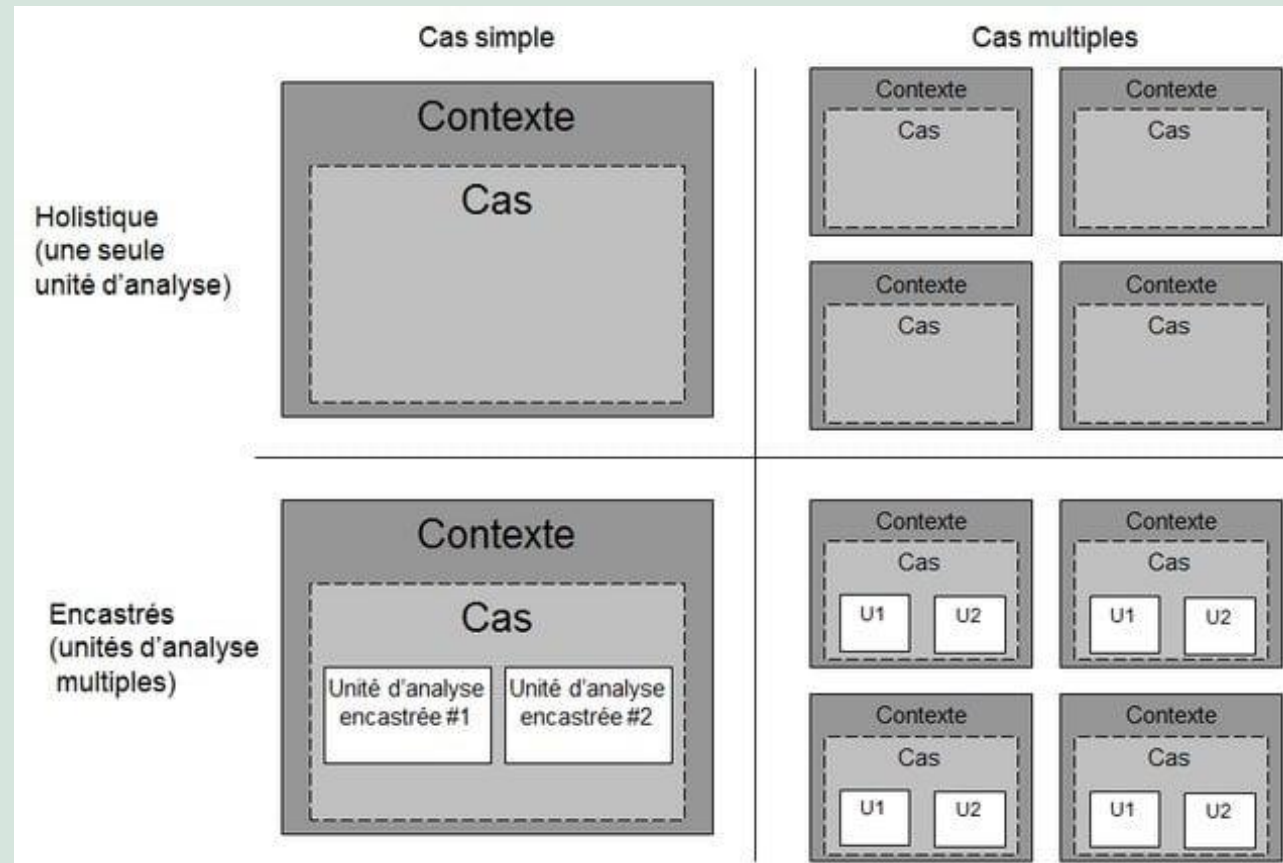 Cas simple
Cas multiples
Holistique
(une seule
unité d'analyse)
Contexte
Cas
Contexte
Cas
Contexte
Cas
Contexte
Cas
Contexte
Cas
Encastrés
(unités d'analyse
multiples)
Contexte
Cas
Unité d'analyse
encastrée #1
Unité d'analyse
encastrée #2
Contexte
Cas
U1
U2
Contexte
Cas
U1
U2
Contexte
Cas
U1
U2
Contexte
Cas
U1
U2